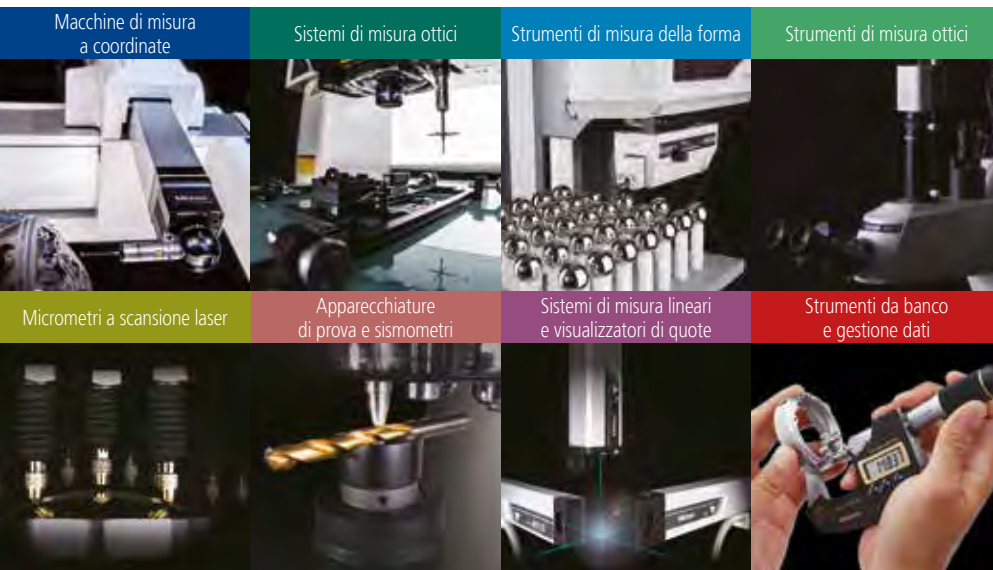 Macchine di misura
a coordinate
Sistemi di misura ottici
Strumenti di misura della forma
Strumenti di misura ottici
Micrometri a scansione laser
Apparecchiature
di prova e sismometri
Sistemi di misura lineari
e visualizzatori di quote
Strumenti da banco
e gestione dati